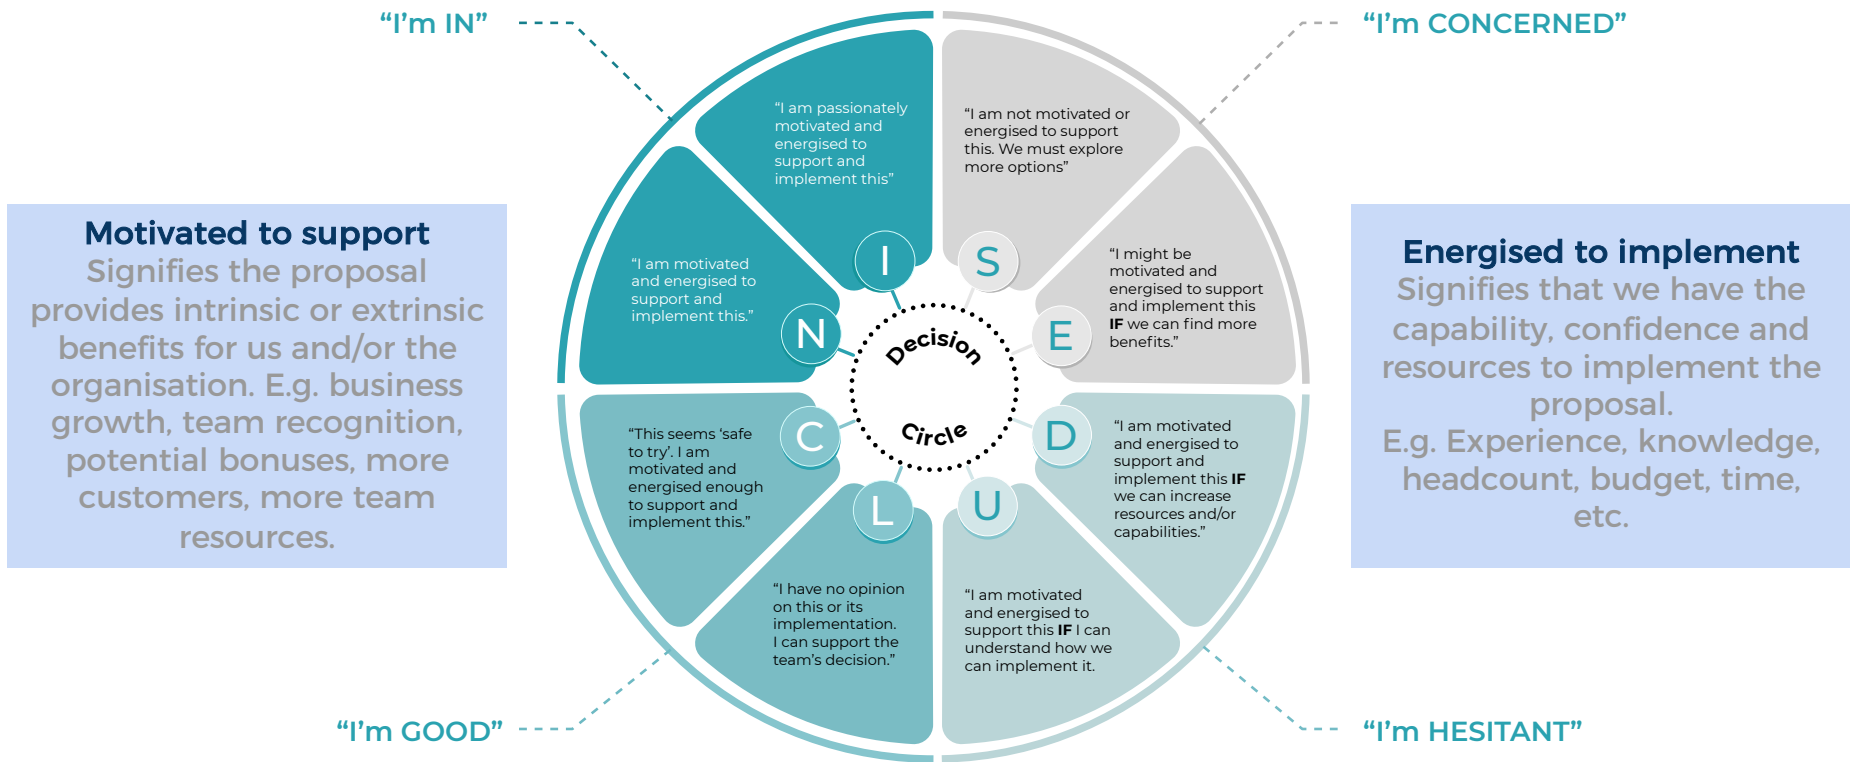 “I’m IN”
“I’m CONCERNED”
“I am passionately
motivated and
energised to
support and
implement this”
“I am not motivated or
energised to support
this. We must explore
more options”
Motivated to support
Signifies the proposal
provides intrinsic or extrinsic
benefits for us and/or the
organisation. E.g. business
growth, team recognition,
potential bonuses, more
customers, more team
resources.
“I am motivated
and energised to
support and
implement this.”
I
S
“I might be
motivated and
energised to support
and implement this
IF we can find more
benefits.”
N
E
Decision
Circle
Energised to implement
Signifies that we have the
capability, confidence and
resources to implement the
proposal.
E.g. Experience, knowledge,
headcount, budget, time,
etc.
“This seems ‘safe
to try’. I am
motivated and
energised enough
to support and
implement this.”
C
D
“I am motivated
and energised to
support and
implement this IF
we can increase
resources and/or
capabilities.”
L
U
“I have no opinion
on this or its
implementation.
I can support the
team’s decision.”
“I am motivated
and energised to
support this IF I can
understand how we
can implement it.
“I’m GOOD”
“I’m HESITANT”